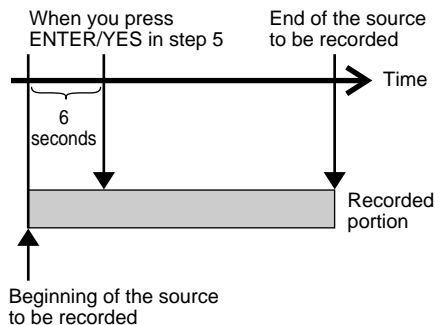 When you press
ENTER/YES in step 5
End of the source
to be recorded
Time
6
seconds
Recorded
portion
Beginning of the source
to be recorded